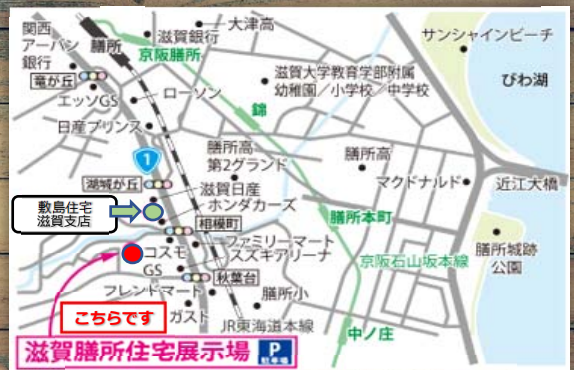 関西
アーバン
銀行
膳所
滋賀銀行
大津高
京阪膳所
サンシャインビーチ
竜が丘
エッソGS
ローソン
滋賀大学教育学部附属
幼稚園/小学校/中学校
びわ湖
日産プリンス
錦
1
膳所高
第2グランド
膳所高
湖城が丘
滋賀日産
マクドナルド
近江大橋
敷島住宅
滋賀支店
ホンダカーズ
相模町
膳所本町
コスモ
GS
ファミリーマート
スズキアリーナ
京阪石山坂本線
膳所城跡
公園
秋葉台
フレンドマート
膳所小
こちらです
ガスト
JR東海道本線
中ノ庄
滋賀膳所住宅展示場
P
駐車場